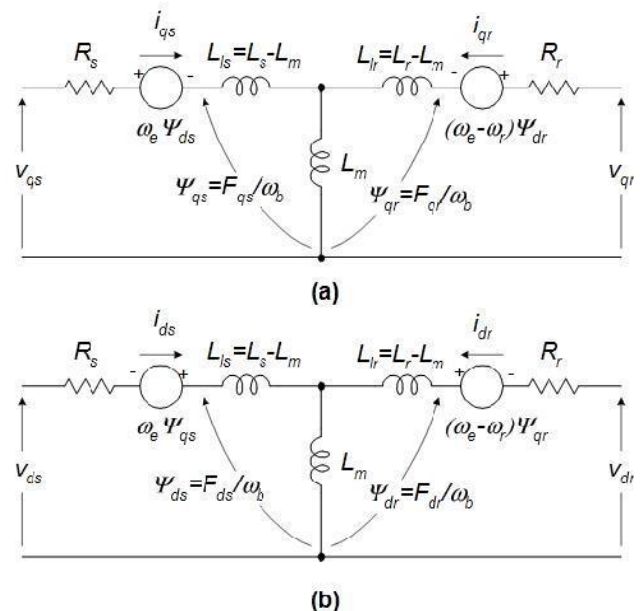 i_qs i_qr
R_s L_ls=L_s-L_m L_lr=L_r-L_m R_r
+ - - +
ω_e Ψ_ds (ω_e-ω_r)Ψ_dr
v_qs Ψ_qs=F_qs/ω_b L_m Ψ_qr=F_qr/ω_b v_qr
(a)
i_ds i_dr
R_s L_ls=L_s-L_m L_lr=L_r-L_m R_r
- + + -
ω_e Ψ_qs (ω_e-ω_r)Ψ_qr
v_ds Ψ_ds=F_ds/ω_b L_m Ψ_dr=F_dr/ω_b v_dr
(b)